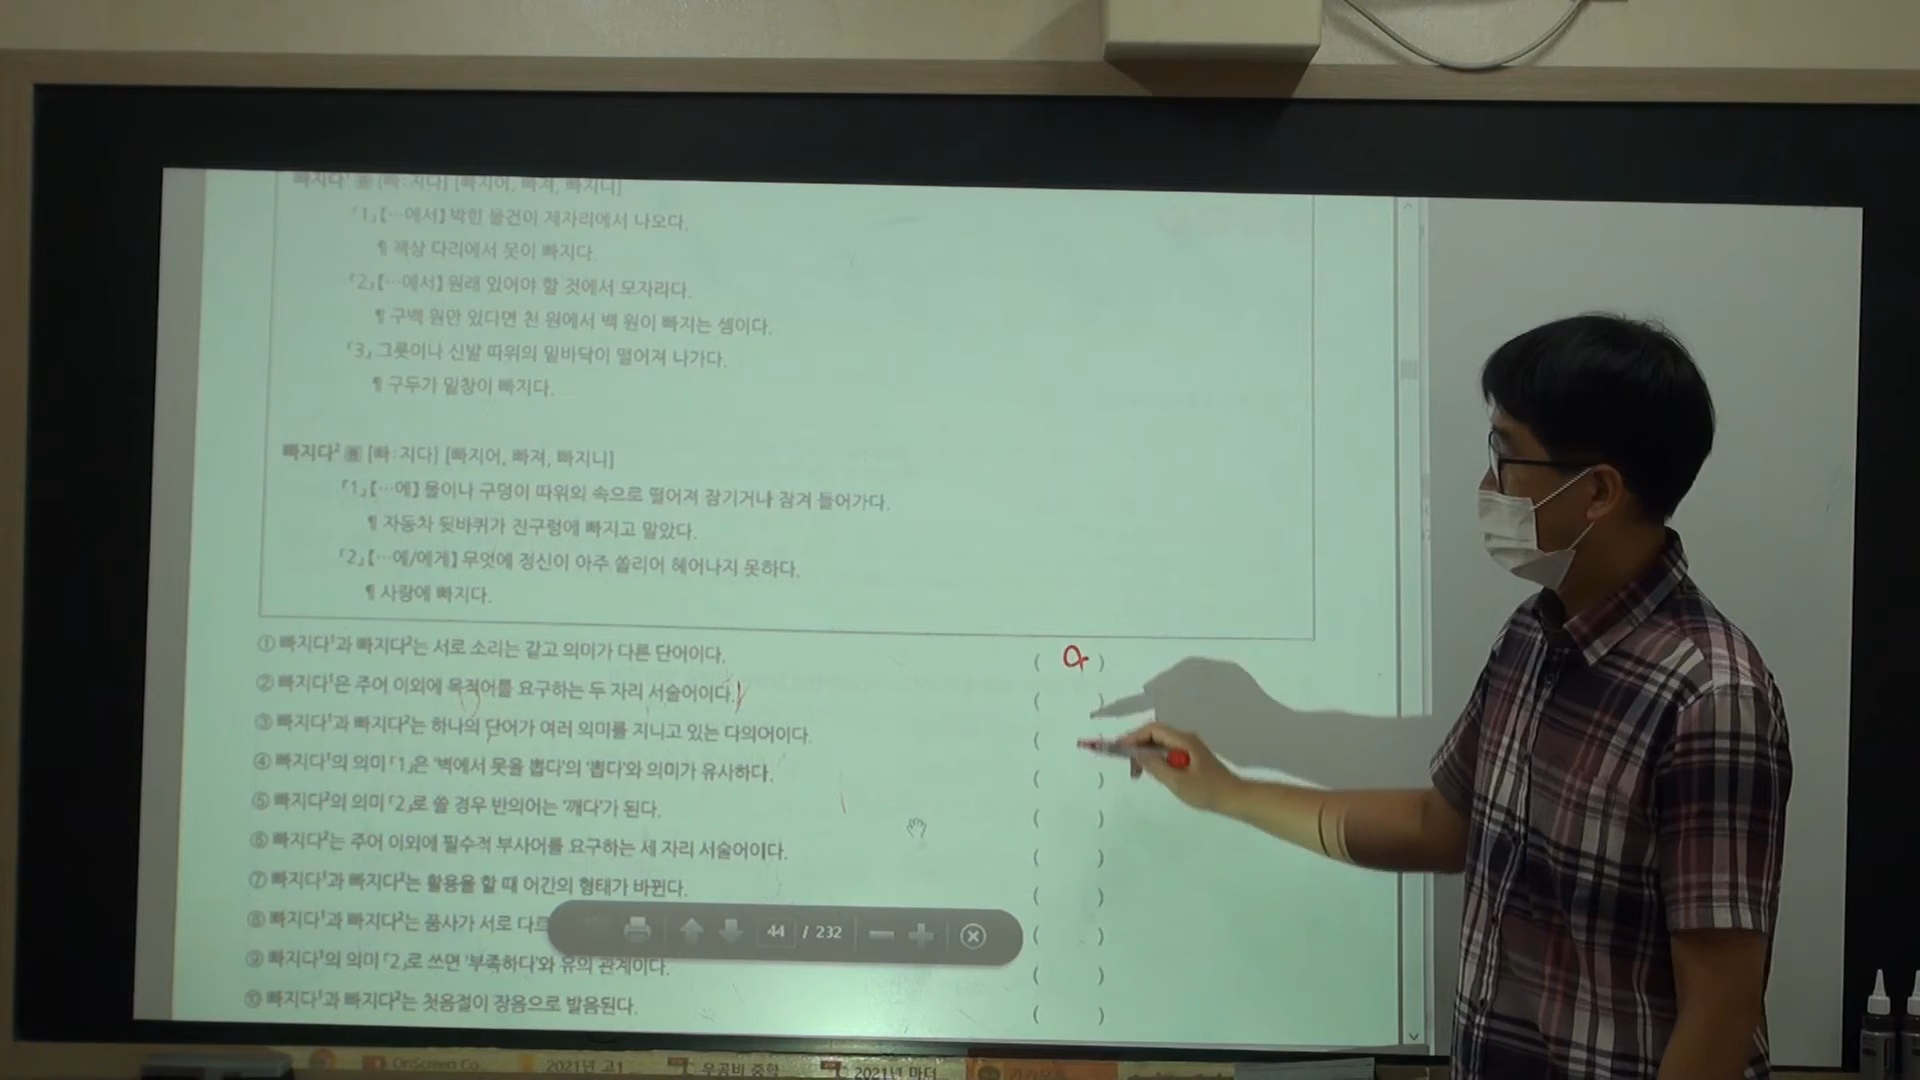 빠지다¹ 동 [빠:지다] [빠지어, 빠져, 빠지니]
「1」【…에서】 박힌 물건이 제자리에서 나오다.
¶ 책상 다리에서 못이 빠지다.
「2」【…에서】 원래 있어야 할 것에서 모자라다.
¶ 구백 원만 있다면 천 원에서 백 원이 빠지는 셈이다.
「3」 그릇이나 신발 따위의 밑바닥이 떨어져 나가다.
¶ 구두가 밑창이 빠지다.
빠지다² 동 [빠:지다] [빠지어, 빠져, 빠지니]
「1」【…에】 물이나 구덩이 따위의 속으로 떨어져 잠기거나 잠겨 들어가다.
¶ 자동차 뒷바퀴가 진구렁에 빠지고 말았다.
「2」【…에/에게】 무엇에 정신이 아주 쏠리어 헤어나지 못하다.
¶ 사랑에 빠지다.
① 빠지다¹과 빠지다²는 서로 소리는 같고 의미가 다른 단어이다. ( O )
② 빠지다¹은 주어 이외에 목적어를 요구하는 두 자리 서술어이다. ( )
③ 빠지다¹과 빠지다²는 하나의 단어가 여러 의미를 지니고 있는 다의어이다. ( )
④ 빠지다¹의 의미 「1」은 '벽에서 못을 뽑다'의 '뽑다'와 의미가 유사하다. ( )
⑤ 빠지다²의 의미 「2」로 쓸 경우 반의어는 '깨다'가 된다. ( )
⑥ 빠지다²는 주어 이외에 필수적 부사어를 요구하는 세 자리 서술어이다. ( )
⑦ 빠지다¹과 빠지다²는 활용을 할 때 어간의 형태가 바뀐다. ( )
⑧ 빠지다¹과 빠지다²는 품사가 서로 다르 ( )
44 / 232
⑨ 빠지다¹의 의미 「2」로 쓰면 '부족하다'와 유의 관계이다. ( )
⑩ 빠지다¹과 빠지다²는 첫음절이 장음으로 발음된다. ( )
OnScreen Co 2021년 고1 우공비 중학 2021년 마더